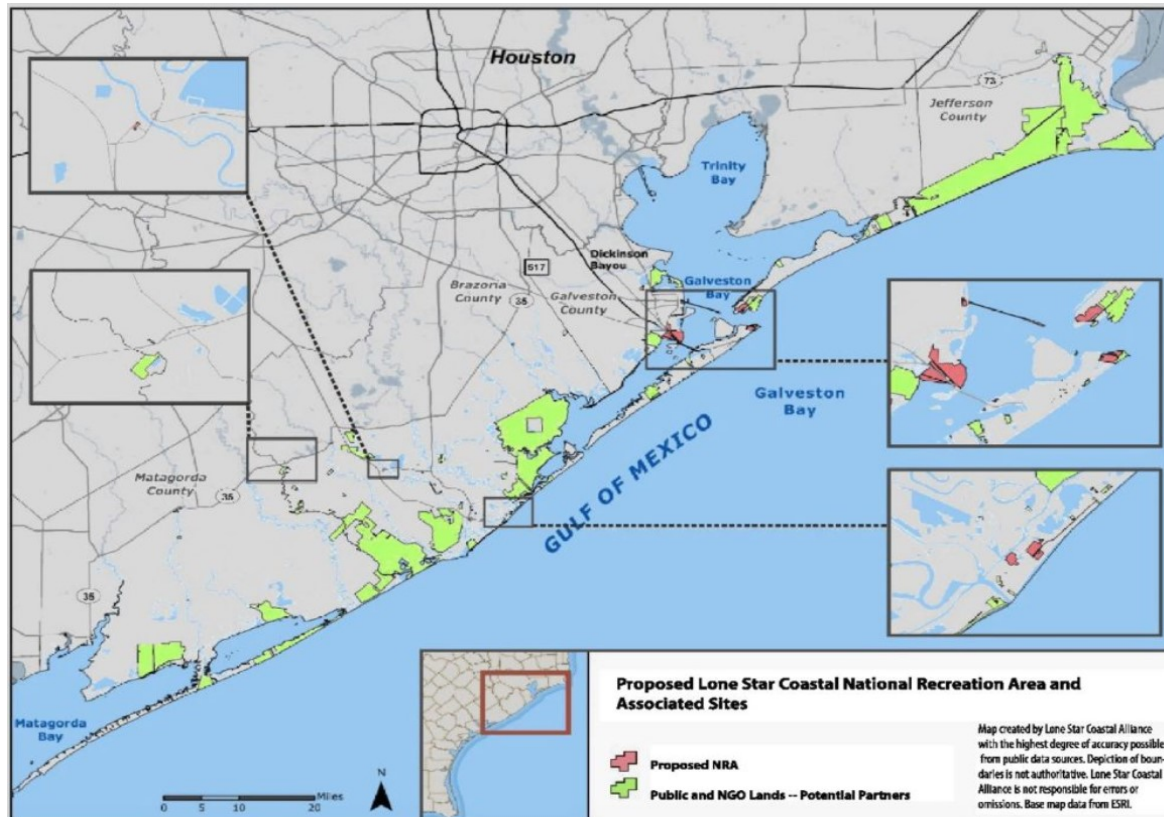 Houston
73
Jefferson
County
Trinity
Bay
Dickinson
Bayou
517
Brazoria
County
35
Galveston
County
Galveston
Bay
Galveston
Bay
GULF OF MEXICO
Matagorda
County
35
35
Matagorda
Bay
N
Miles
0 5 10 20
Proposed Lone Star Coastal National Recreation Area and
Associated Sites
Proposed NRA
Public and NGO Lands -- Potential Partners
Map created by Lone Star Coastal Alliance
with the highest degree of accuracy possible
from public data sources. Depiction of boun-
daries is not authoritative. Lone Star Coastal
Alliance is not responsible for errors or
omissions. Base map data from ESRI.